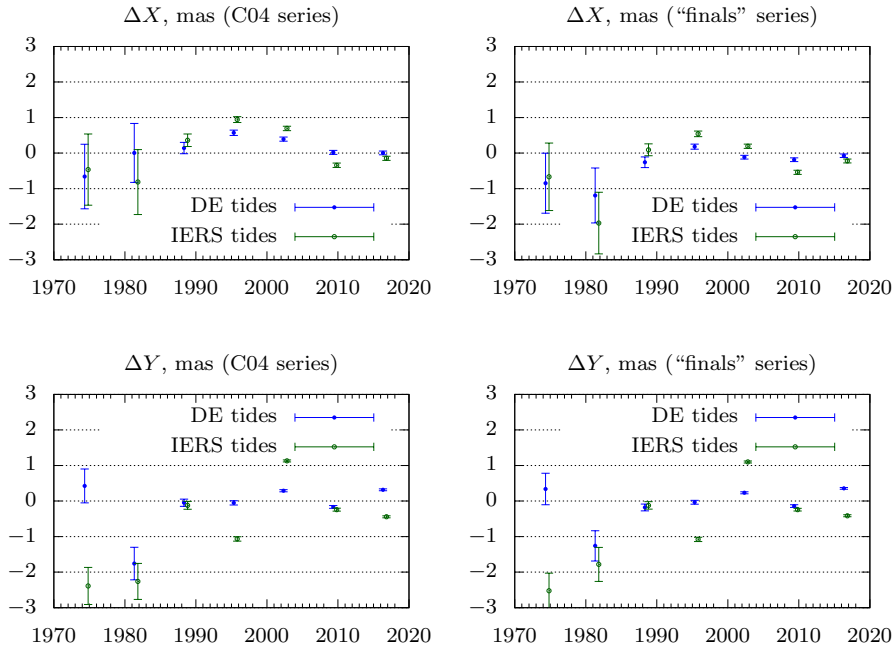 ΔX, mas (C04 series)
3
2
1
0
−1
−2
−3
DE tides
IERS tides
1970 1980 1990 2000 2010 2020
ΔX, mas (“finals” series)
3
2
1
0
−1
−2
−3
DE tides
IERS tides
1970 1980 1990 2000 2010 2020
ΔY, mas (C04 series)
3
2
1
0
−1
−2
−3
DE tides
IERS tides
1970 1980 1990 2000 2010 2020
ΔY, mas (“finals” series)
3
2
1
0
−1
−2
−3
DE tides
IERS tides
1970 1980 1990 2000 2010 2020